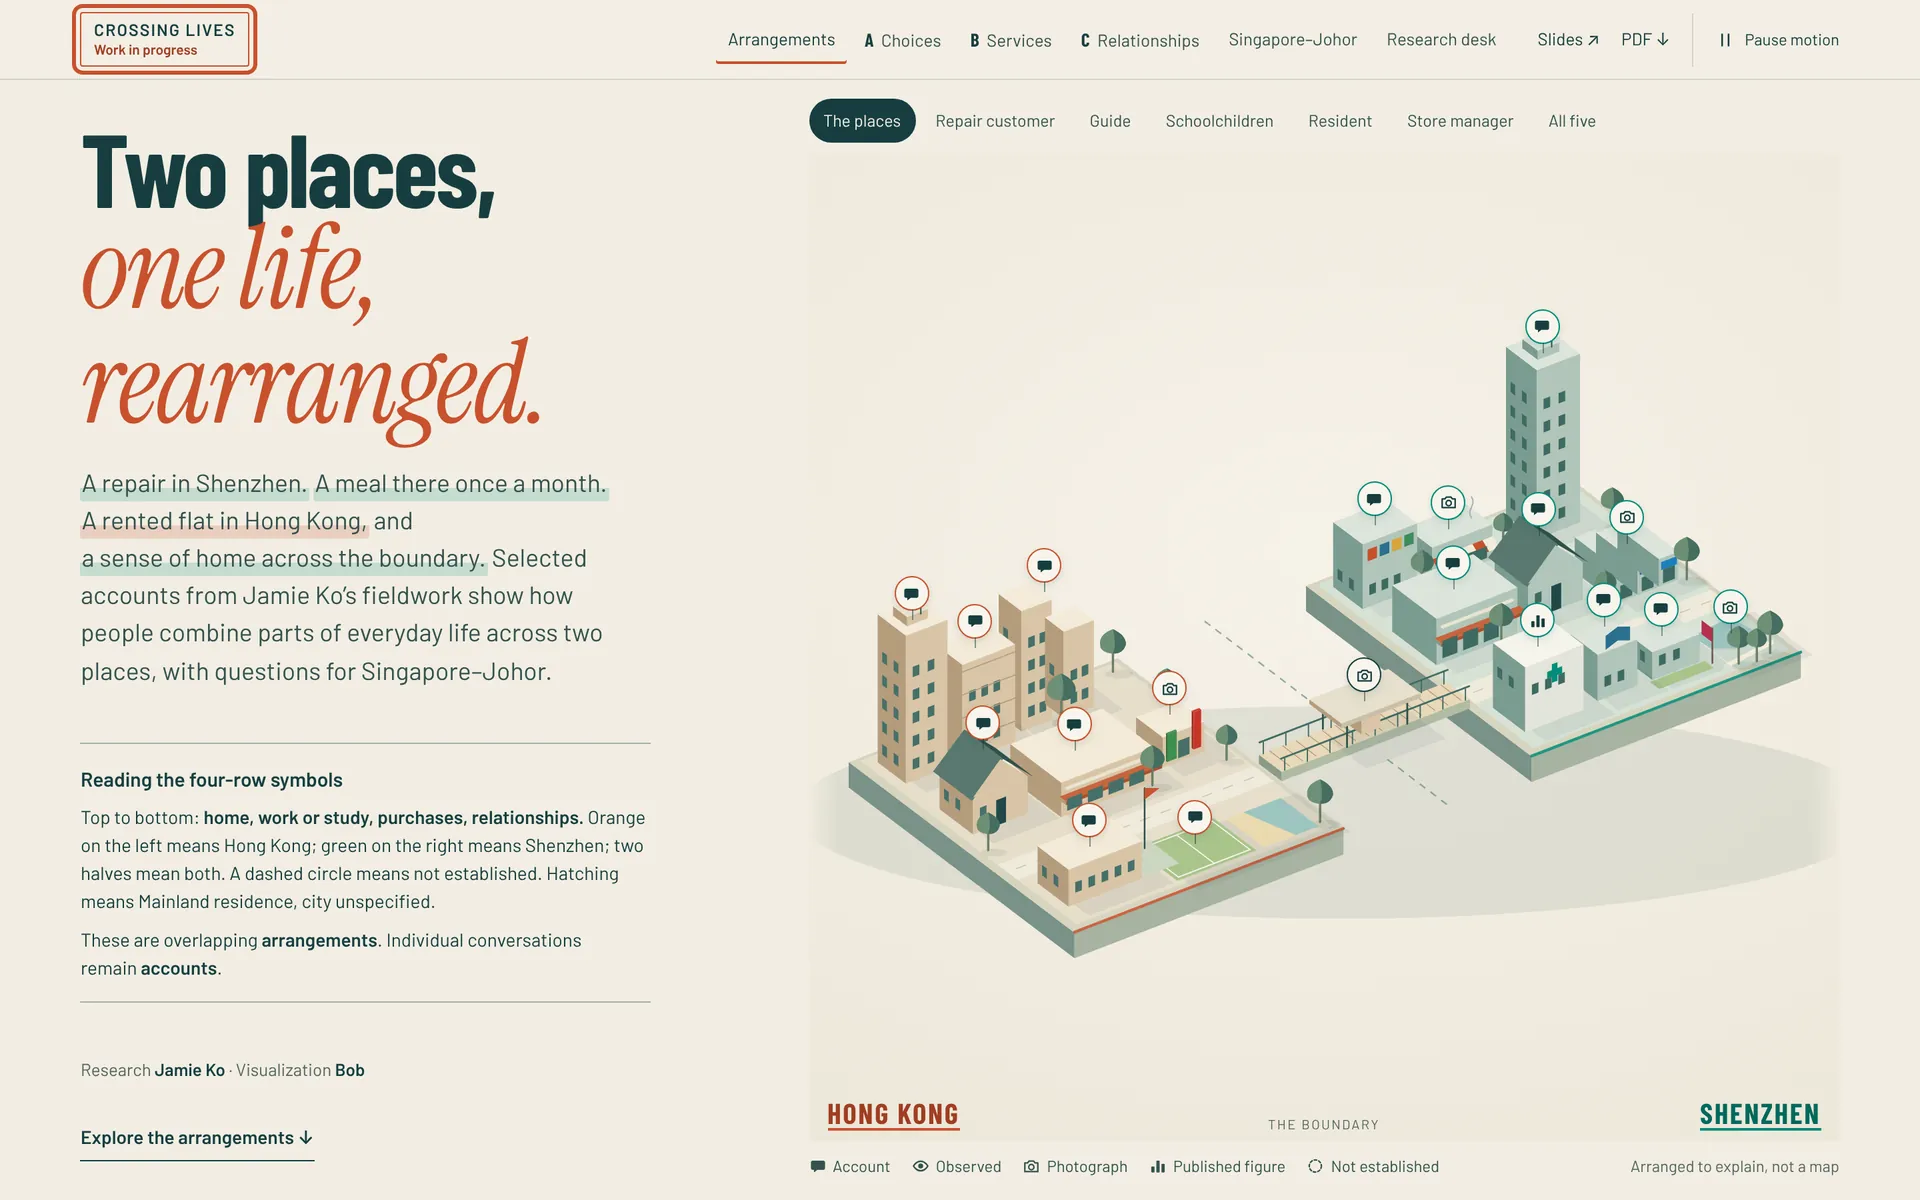 CROSSING LIVES
Work in progress
Arrangements
A Choices
B Services
C Relationships
Singapore–Johor
Research desk
Slides ↗
PDF ↓
Pause motion
The places
Repair customer
Guide
Schoolchildren
Resident
Store manager
All five
Two places,
one life,
rearranged.
A repair in Shenzhen. A meal there once a month.
A rented flat in Hong Kong, and
a sense of home across the boundary. Selected
accounts from Jamie Ko’s fieldwork show how
people combine parts of everyday life across two
places, with questions for Singapore–Johor.
Reading the four-row symbols
Top to bottom: home, work or study, purchases, relationships. Orange
on the left means Hong Kong; green on the right means Shenzhen; two
halves mean both. A dashed circle means not established. Hatching
means Mainland residence, city unspecified.
These are overlapping arrangements. Individual conversations
remain accounts.
Research Jamie Ko · Visualization Bob
Explore the arrangements ↓
HONG KONG
THE BOUNDARY
SHENZHEN
Account
Observed
Photograph
Published figure
Not established
Arranged to explain, not a map